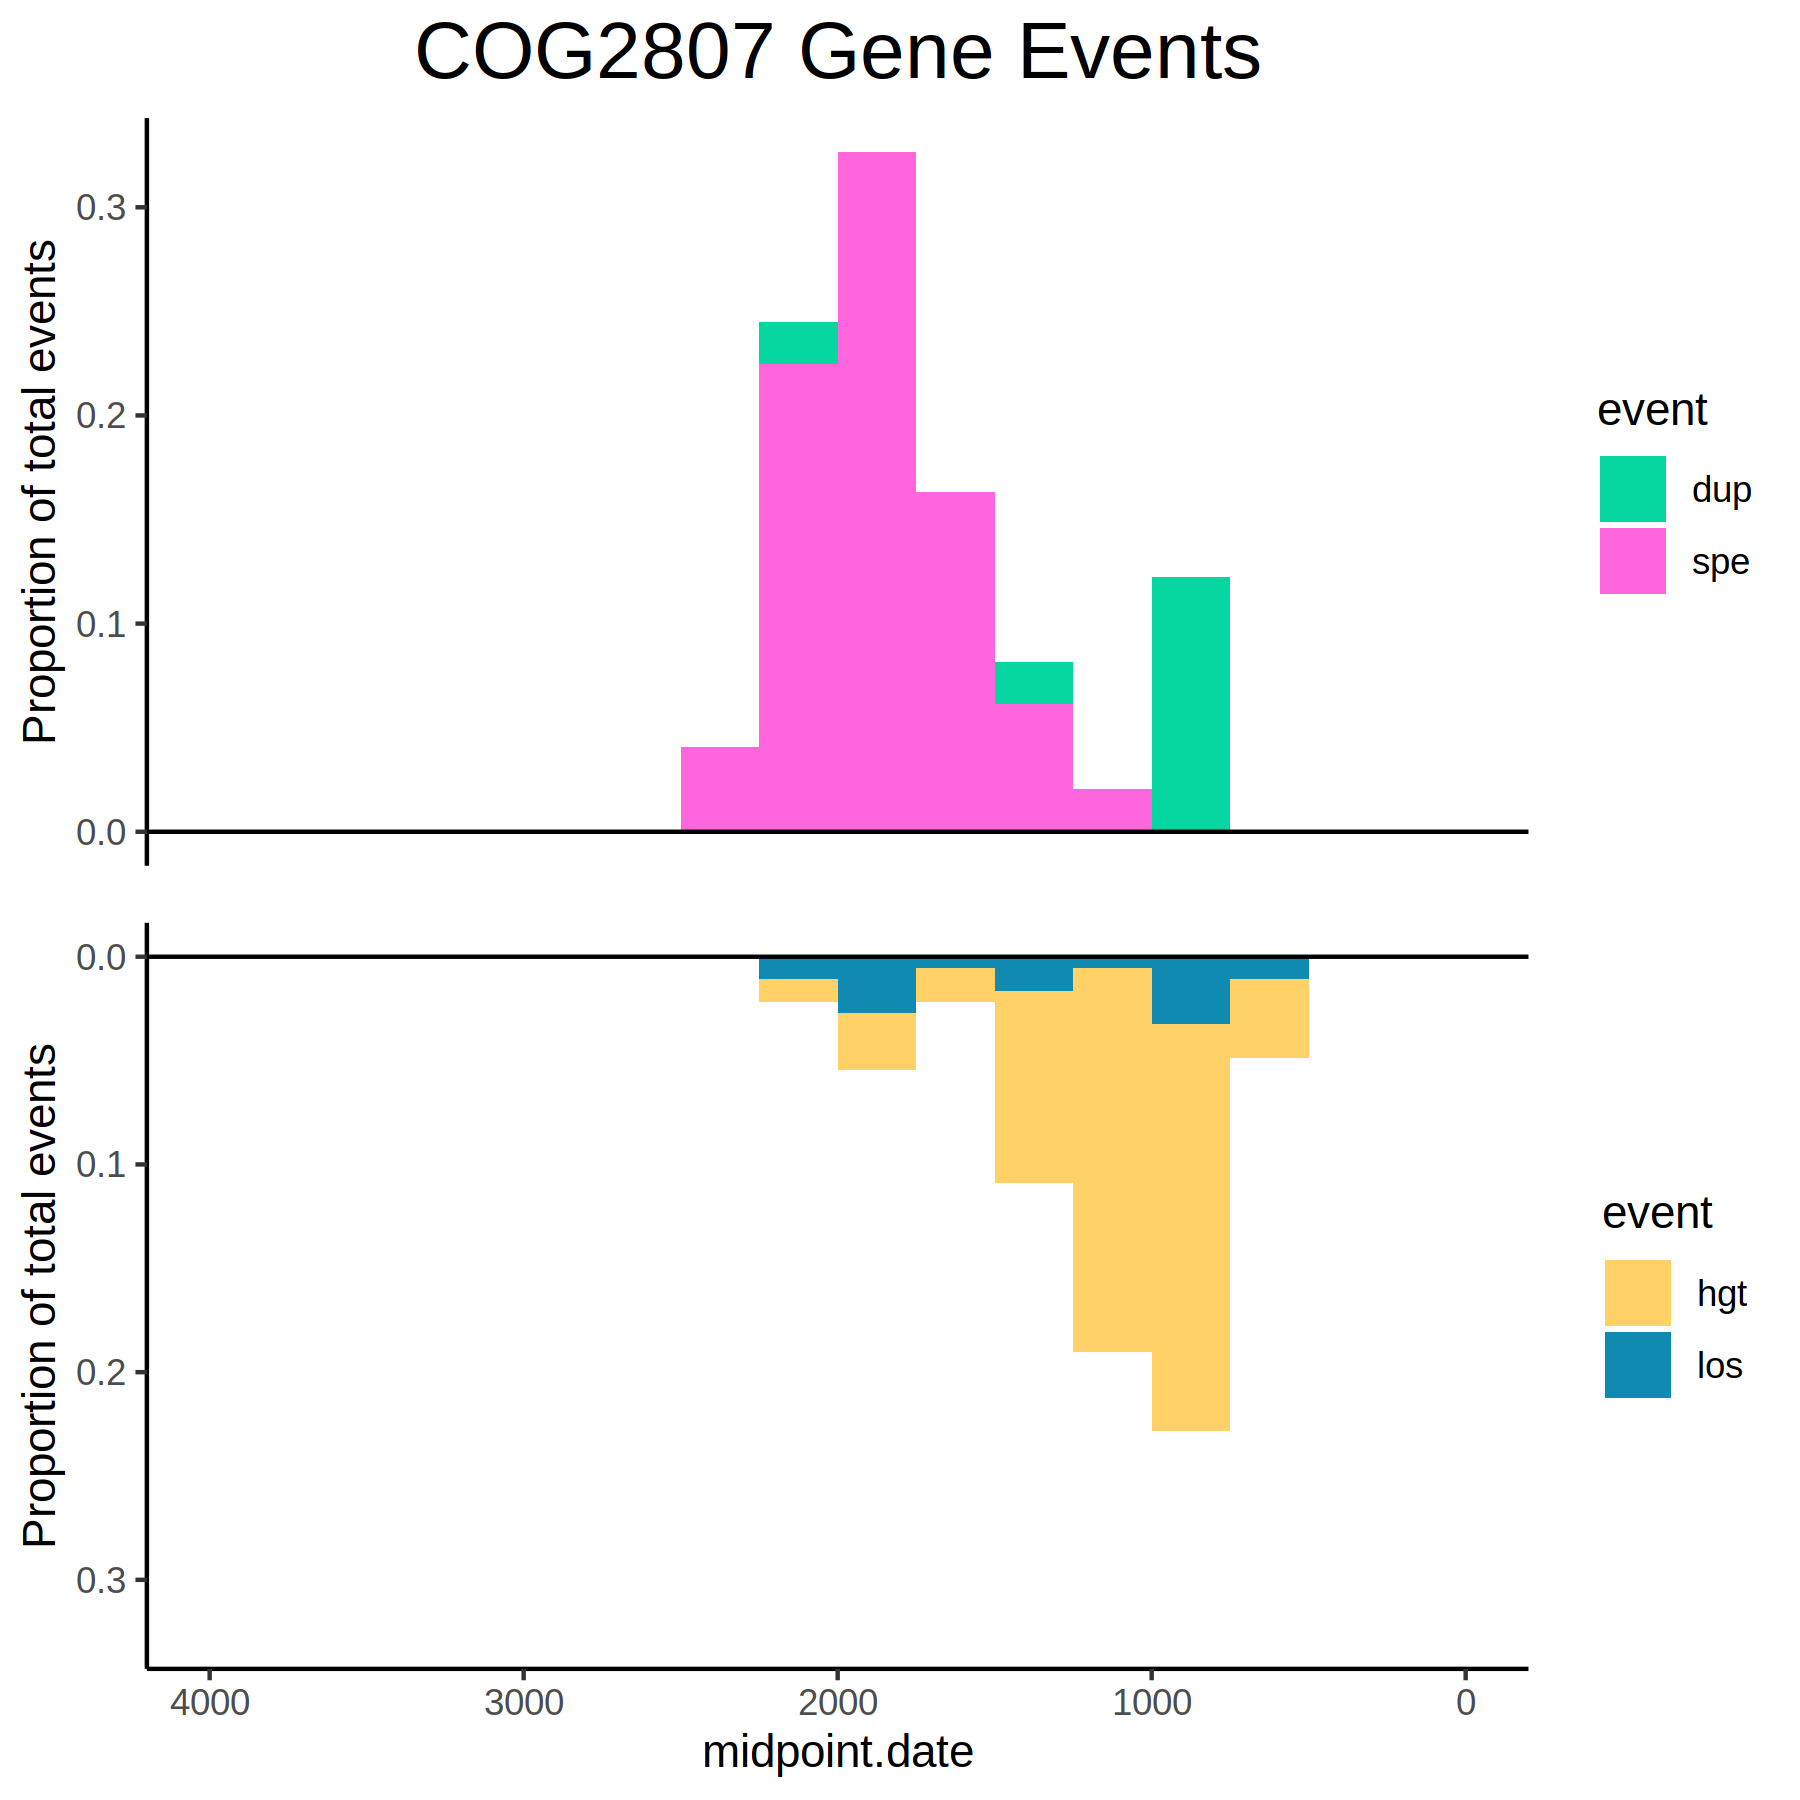 COG2807 Gene Events
Proportion of total events
0.3
0.2
0.1
0.0
event
dup
spe
Proportion of total events
0.0
0.1
0.2
0.3
event
hgt
los
4000 3000 2000 1000 0
midpoint.date